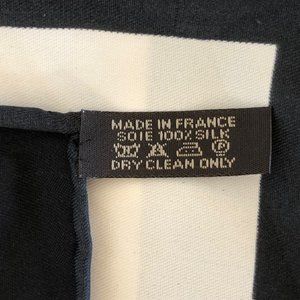 MADE IN FRANCE
SOIE 100% SILK
DRY CLEAN ONLY